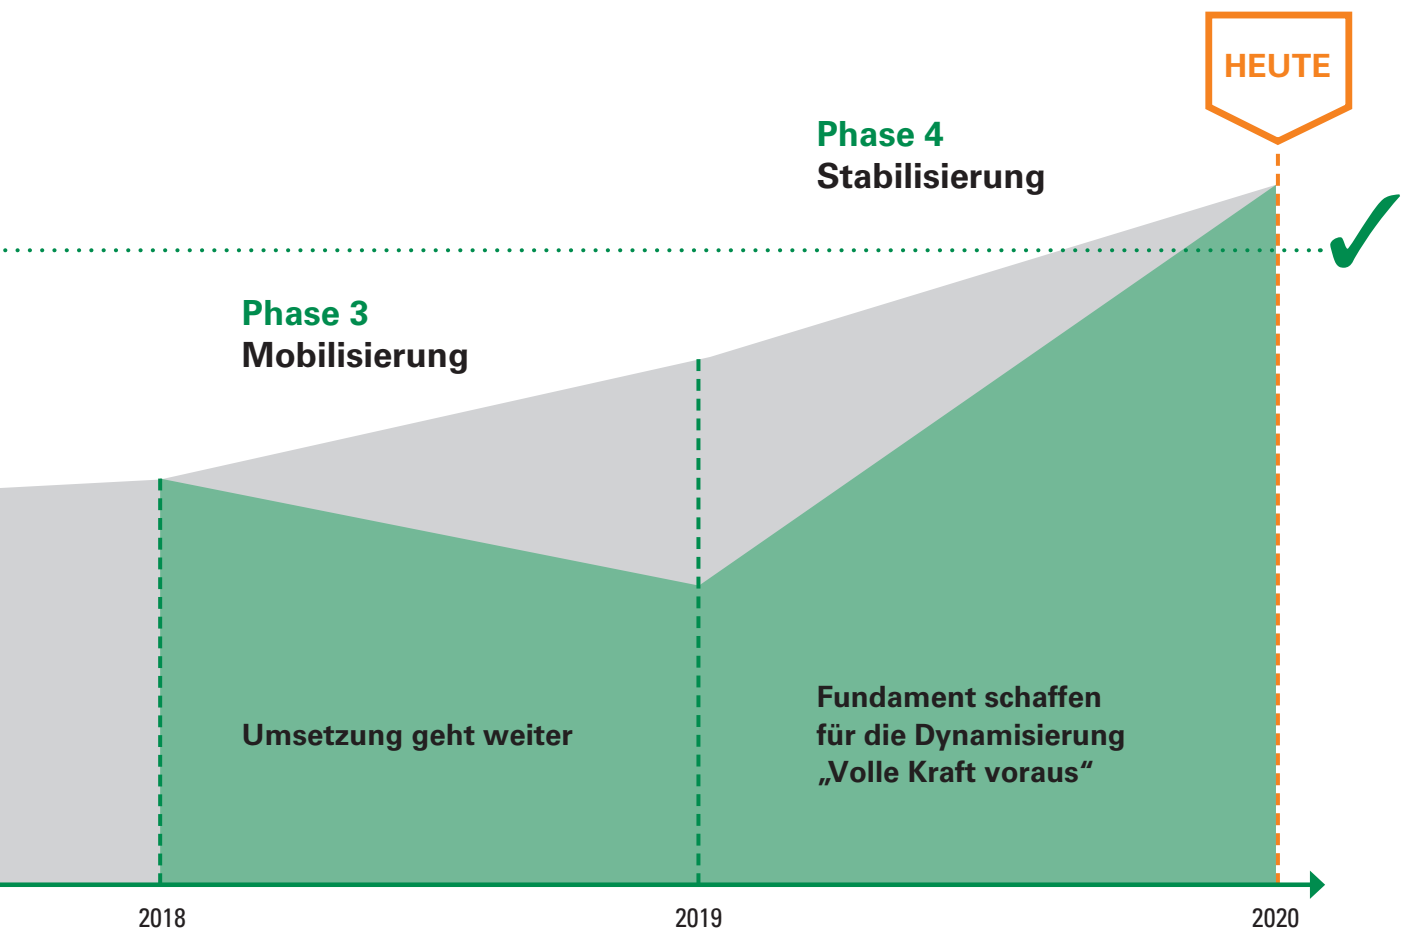 HEUTE
Phase 4
Stabilisierung
Phase 3
Mobilisierung
Umsetzung geht weiter
Fundament schaffen
für die Dynamisierung
„Volle Kraft voraus“
2018
2019
2020